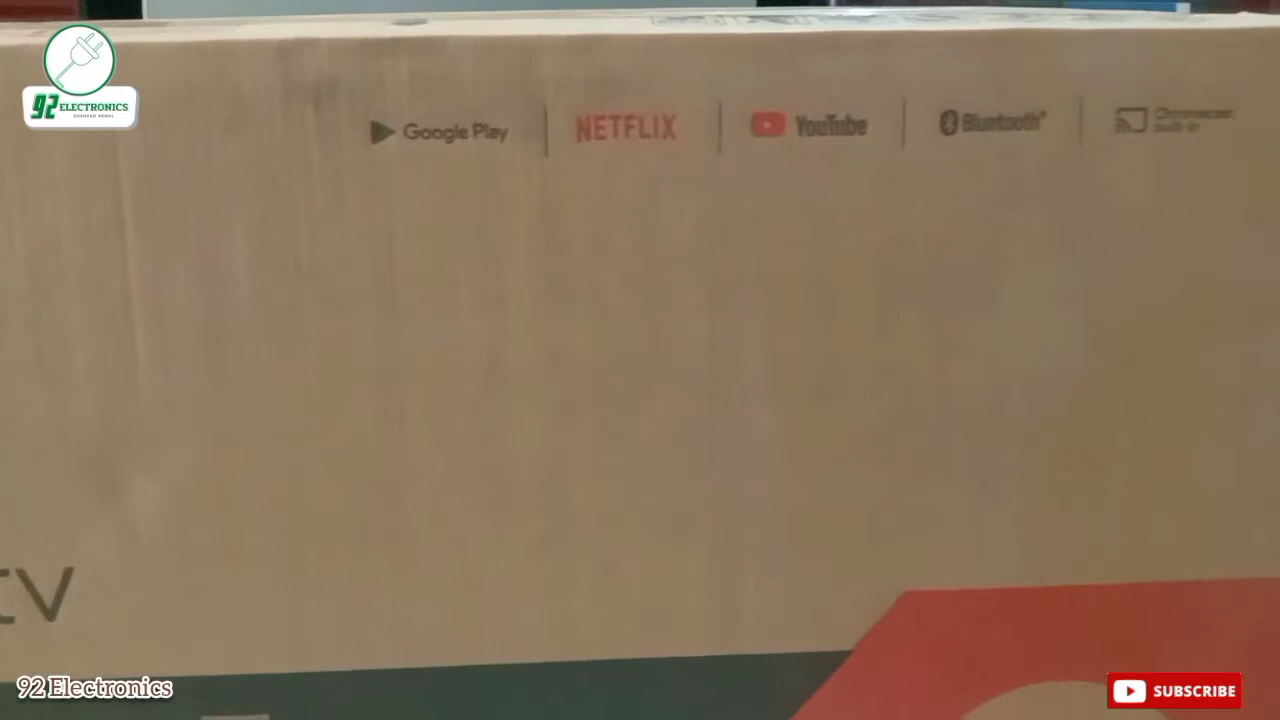 92 ELECTRONICS
Google Play
NETFLIX
YouTube
Bluetooth®
Chromecast
built-in
tv
92 Electronics
SUBSCRIBE